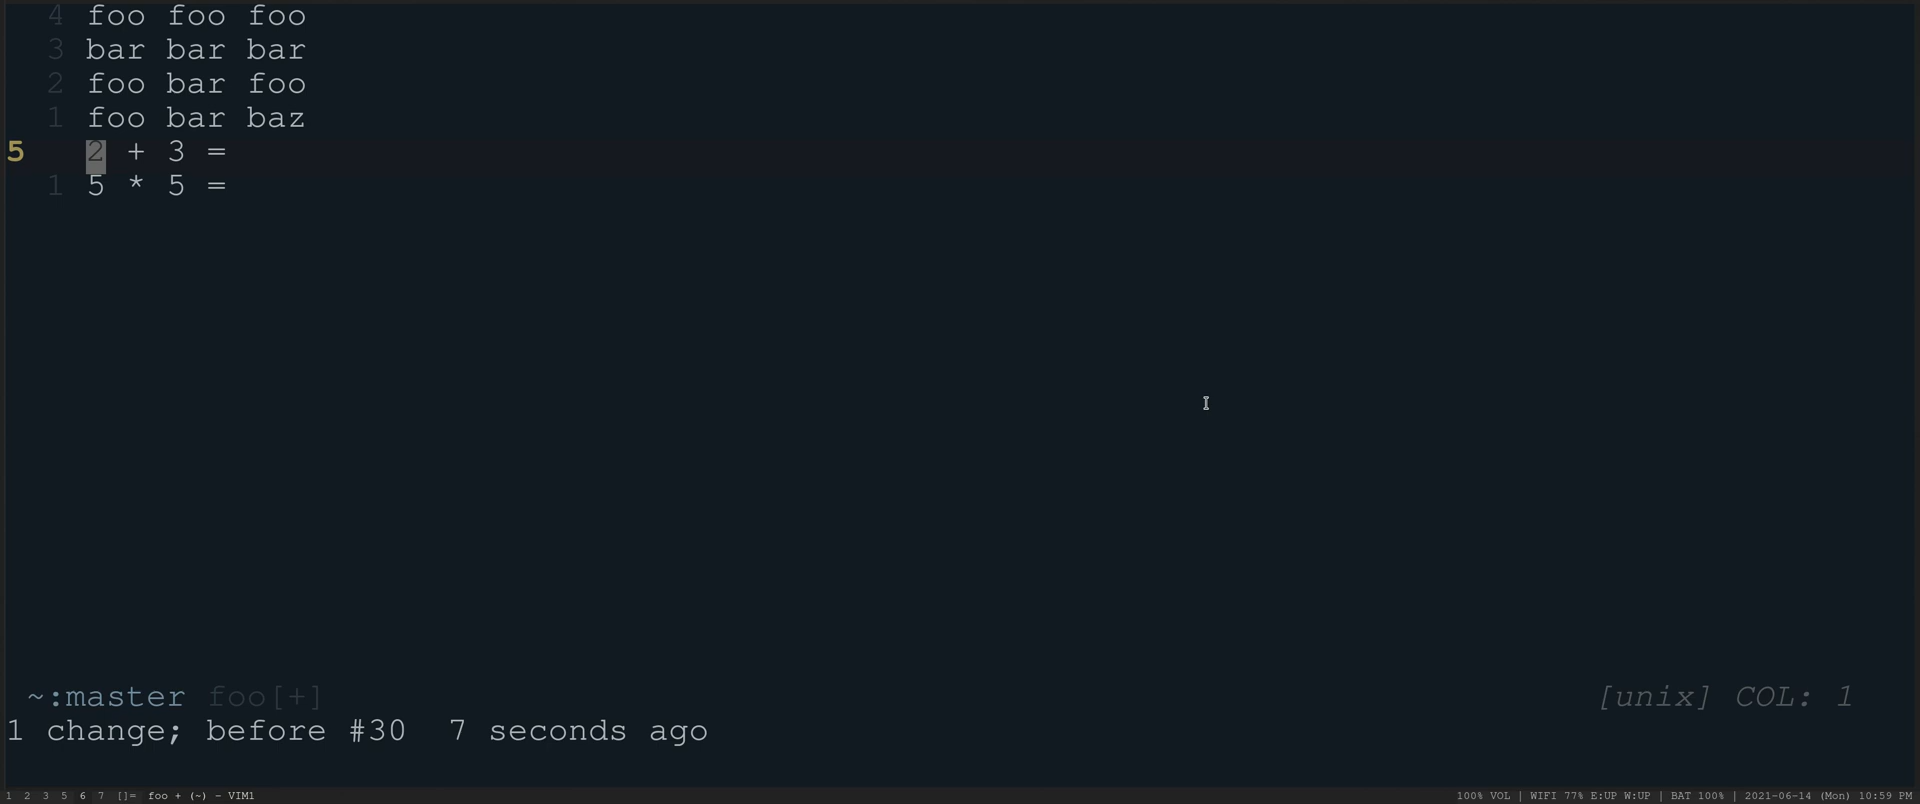 4 foo foo foo
3 bar bar bar
2 foo bar foo
1 foo bar baz
5 2 + 3 =
1 5 * 5 =
~:master foo[+] [unix] COL: 1
1 change; before #30 7 seconds ago
1 2 3 5 6 7 []= foo + (~) - VIM1 100% VOL | WIFI 77% E:UP W:UP | BAT 100% | 2021-06-14 (Mon) 10:59 PM